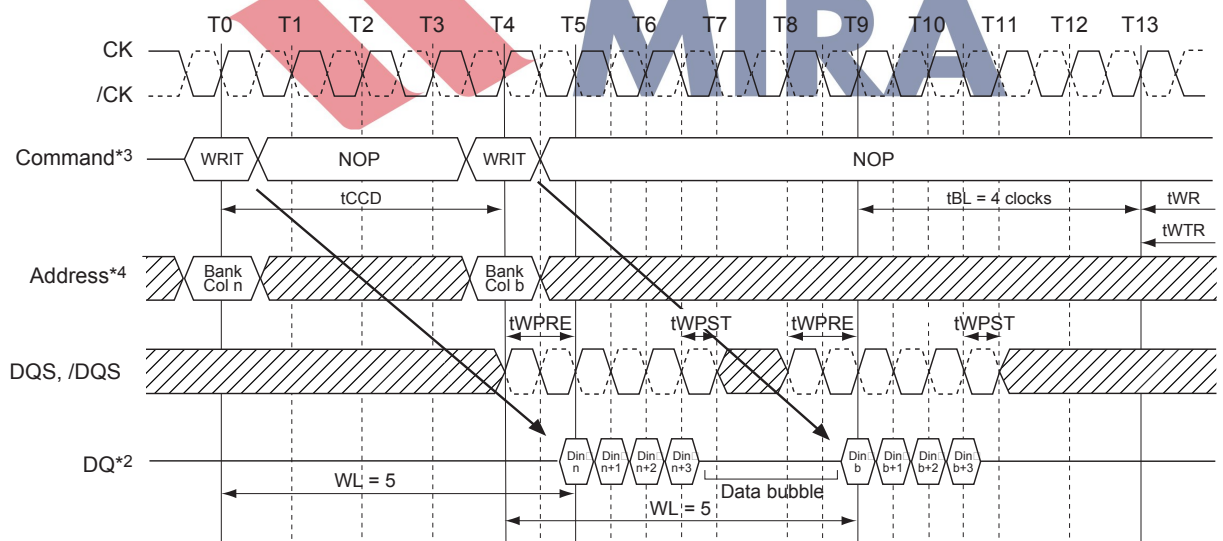 MIRA
T0 T1 T2 T3 T4 T5 T6 T7 T8 T9 T10 T11 T12 T13
CK
/CK
Command*3 WRIT NOP WRIT NOP
tCCD tBL = 4 clocks tWR
tWTR
Address*4 Bank Col n Bank Col b
tWPRE tWPST tWPRE tWPST
DQS, /DQS
DQ*2 Din n Din n+1 Din n+2 Din n+3 Din b Din b+1 Din b+2 Din b+3
WL = 5 Data bubble
WL = 5